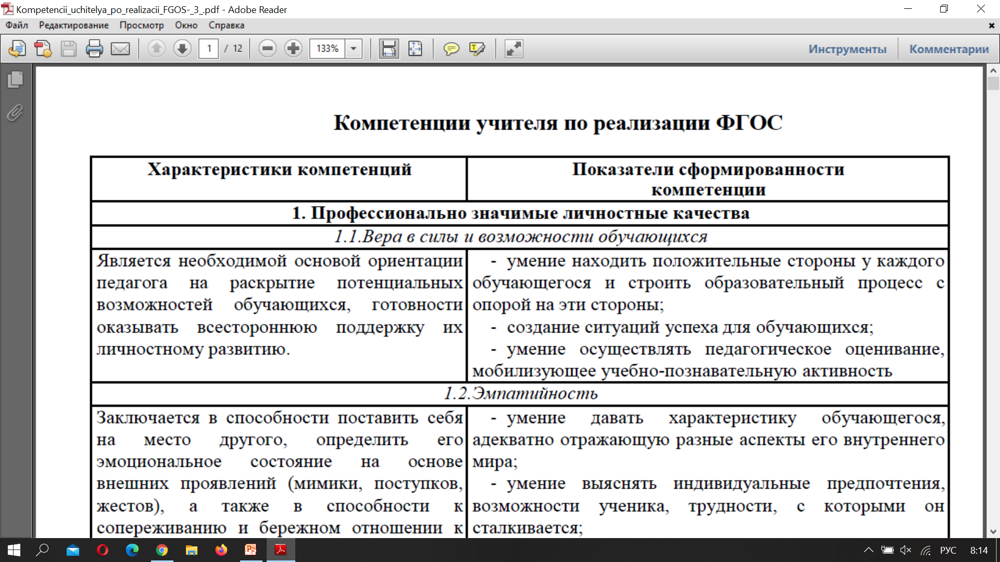 Kompetencii_uchitelya_po_realizacii_FGOS-_3_.pdf - Adobe Reader
Файл Редактирование Просмотр Окно Справка
1 / 12 133% Инструменты Комментарии
Компетенции учителя по реализации ФГОС
Характеристики компетенций
Показатели сформированности
компетенции
1. Профессионально значимые личностные качества
1.1.Вера в силы и возможности обучающихся
Является необходимой основой ориентации
педагога на раскрытие потенциальных
возможностей обучающихся, готовности
оказывать всестороннюю поддержку их
личностному развитию.
- умение находить положительные стороны у каждого
обучающегося и строить образовательный процесс с
опорой на эти стороны;
- создание ситуаций успеха для обучающихся;
- умение осуществлять педагогическое оценивание,
мобилизующее учебно-познавательную активность
1.2.Эмпатийность
Заключается в способности поставить себя
на место другого, определить его
эмоциональное состояние на основе
внешних проявлений (мимики, поступков,
жестов), а также в способности к
сопереживанию и бережном отношении к
- умение давать характеристику обучающегося,
адекватно отражающую разные аспекты его внутреннего
мира;
- умение выяснять индивидуальные предпочтения,
возможности ученика, трудности, с которыми он
сталкивается;
РУС 8:14